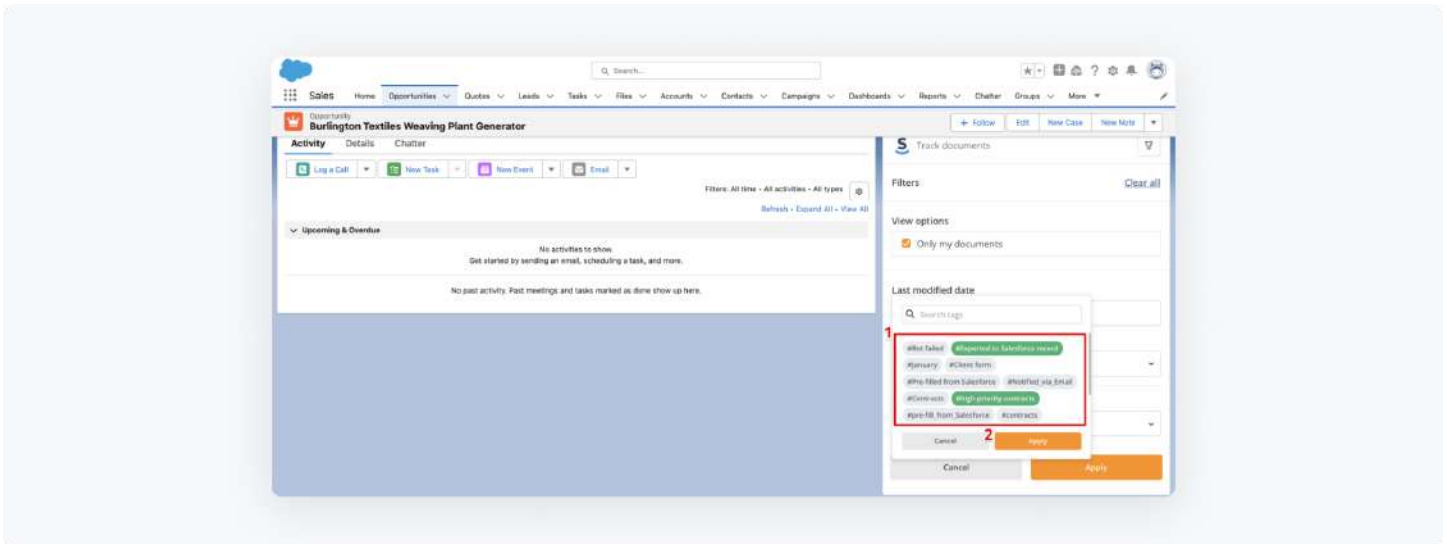 Search...
Sales Home Opportunities Quotes Leads Tasks Files Accounts Contacts Campaigns Dashboards Reports Chatter Groups More
Opportunity
Burlington Textiles Weaving Plant Generator
+ Follow Edit New Case New Note
Activity Details Chatter
Log a Call New Task New Event Email
Filters: All time • All activities • All types
Refresh • Expand All • View All
Upcoming & Overdue
No activities to show.
Get started by sending an email, scheduling a task, and more.
No past activity. Past meetings and tasks marked as done show up here.
S Track documents
Filters Clear all
View options
Only my documents
Last modified date
Search tags
1
#Bot failed #Exported to Salesforce record
#January #Client form
#Pre-filled from Salesforce #Notified_via_Email
#Contracts #High-priority contracts
#pre-fill_from_Salesforce #contracts
2
Cancel Apply
Cancel Apply